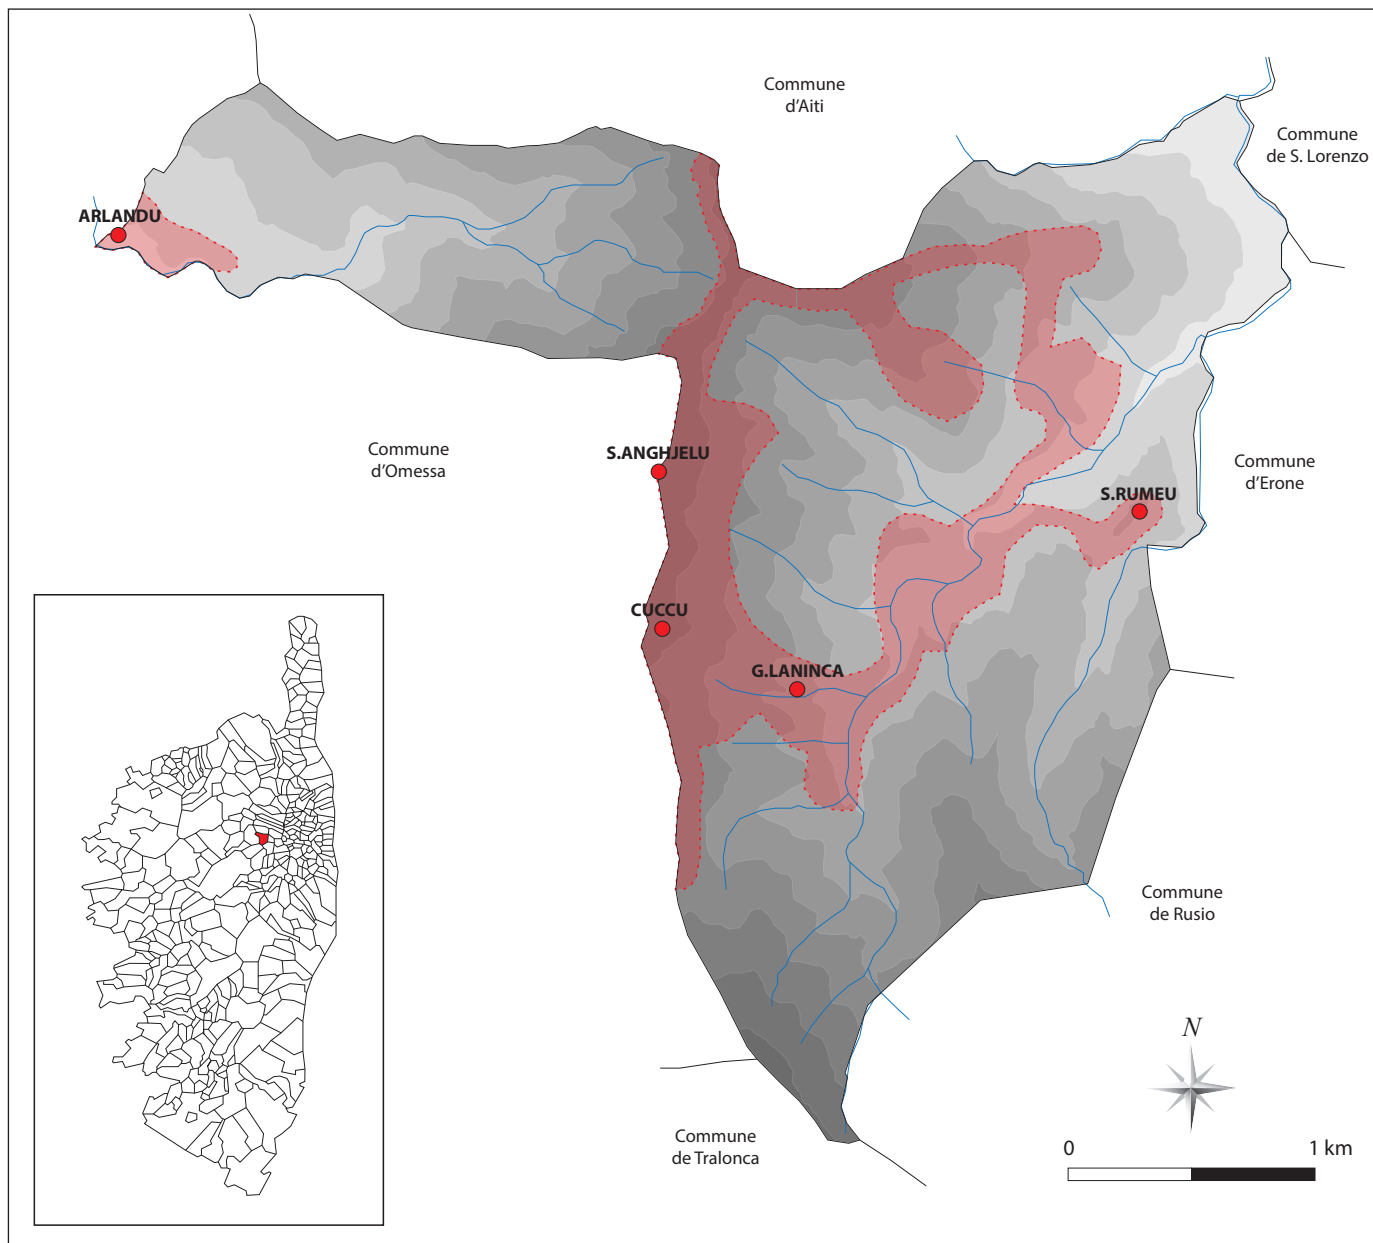 Commune
d'Aiti
Commune
de S. Lorenzo
ARLANDU
Commune
d'Omessa
S.ANGHJELU
Commune
d'Erone
S.RUMEU
CUCCU
G.LANINCA
Commune
de Rusio
N
Commune
de Tralonca
0 1 km